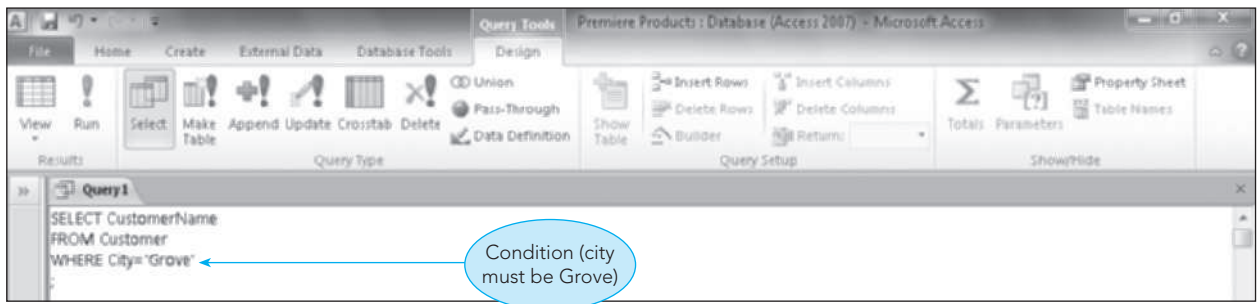 Query Tools
Premiere Products : Database (Access 2007) - Microsoft Access
File Home Create External Data Database Tools Design
View
Run
Results
Select
Make Table
Append
Update
Crosstab
Delete
Union
Pass-Through
Data Definition
Query Type
Show Table
Insert Rows
Delete Rows
Builder
Insert Columns
Delete Columns
Return:
Query Setup
Totals
Parameters
Property Sheet
Table Names
Show/Hide
Query1
SELECT CustomerName
FROM Customer
WHERE City='Grove'
;
Condition (city
must be Grove)